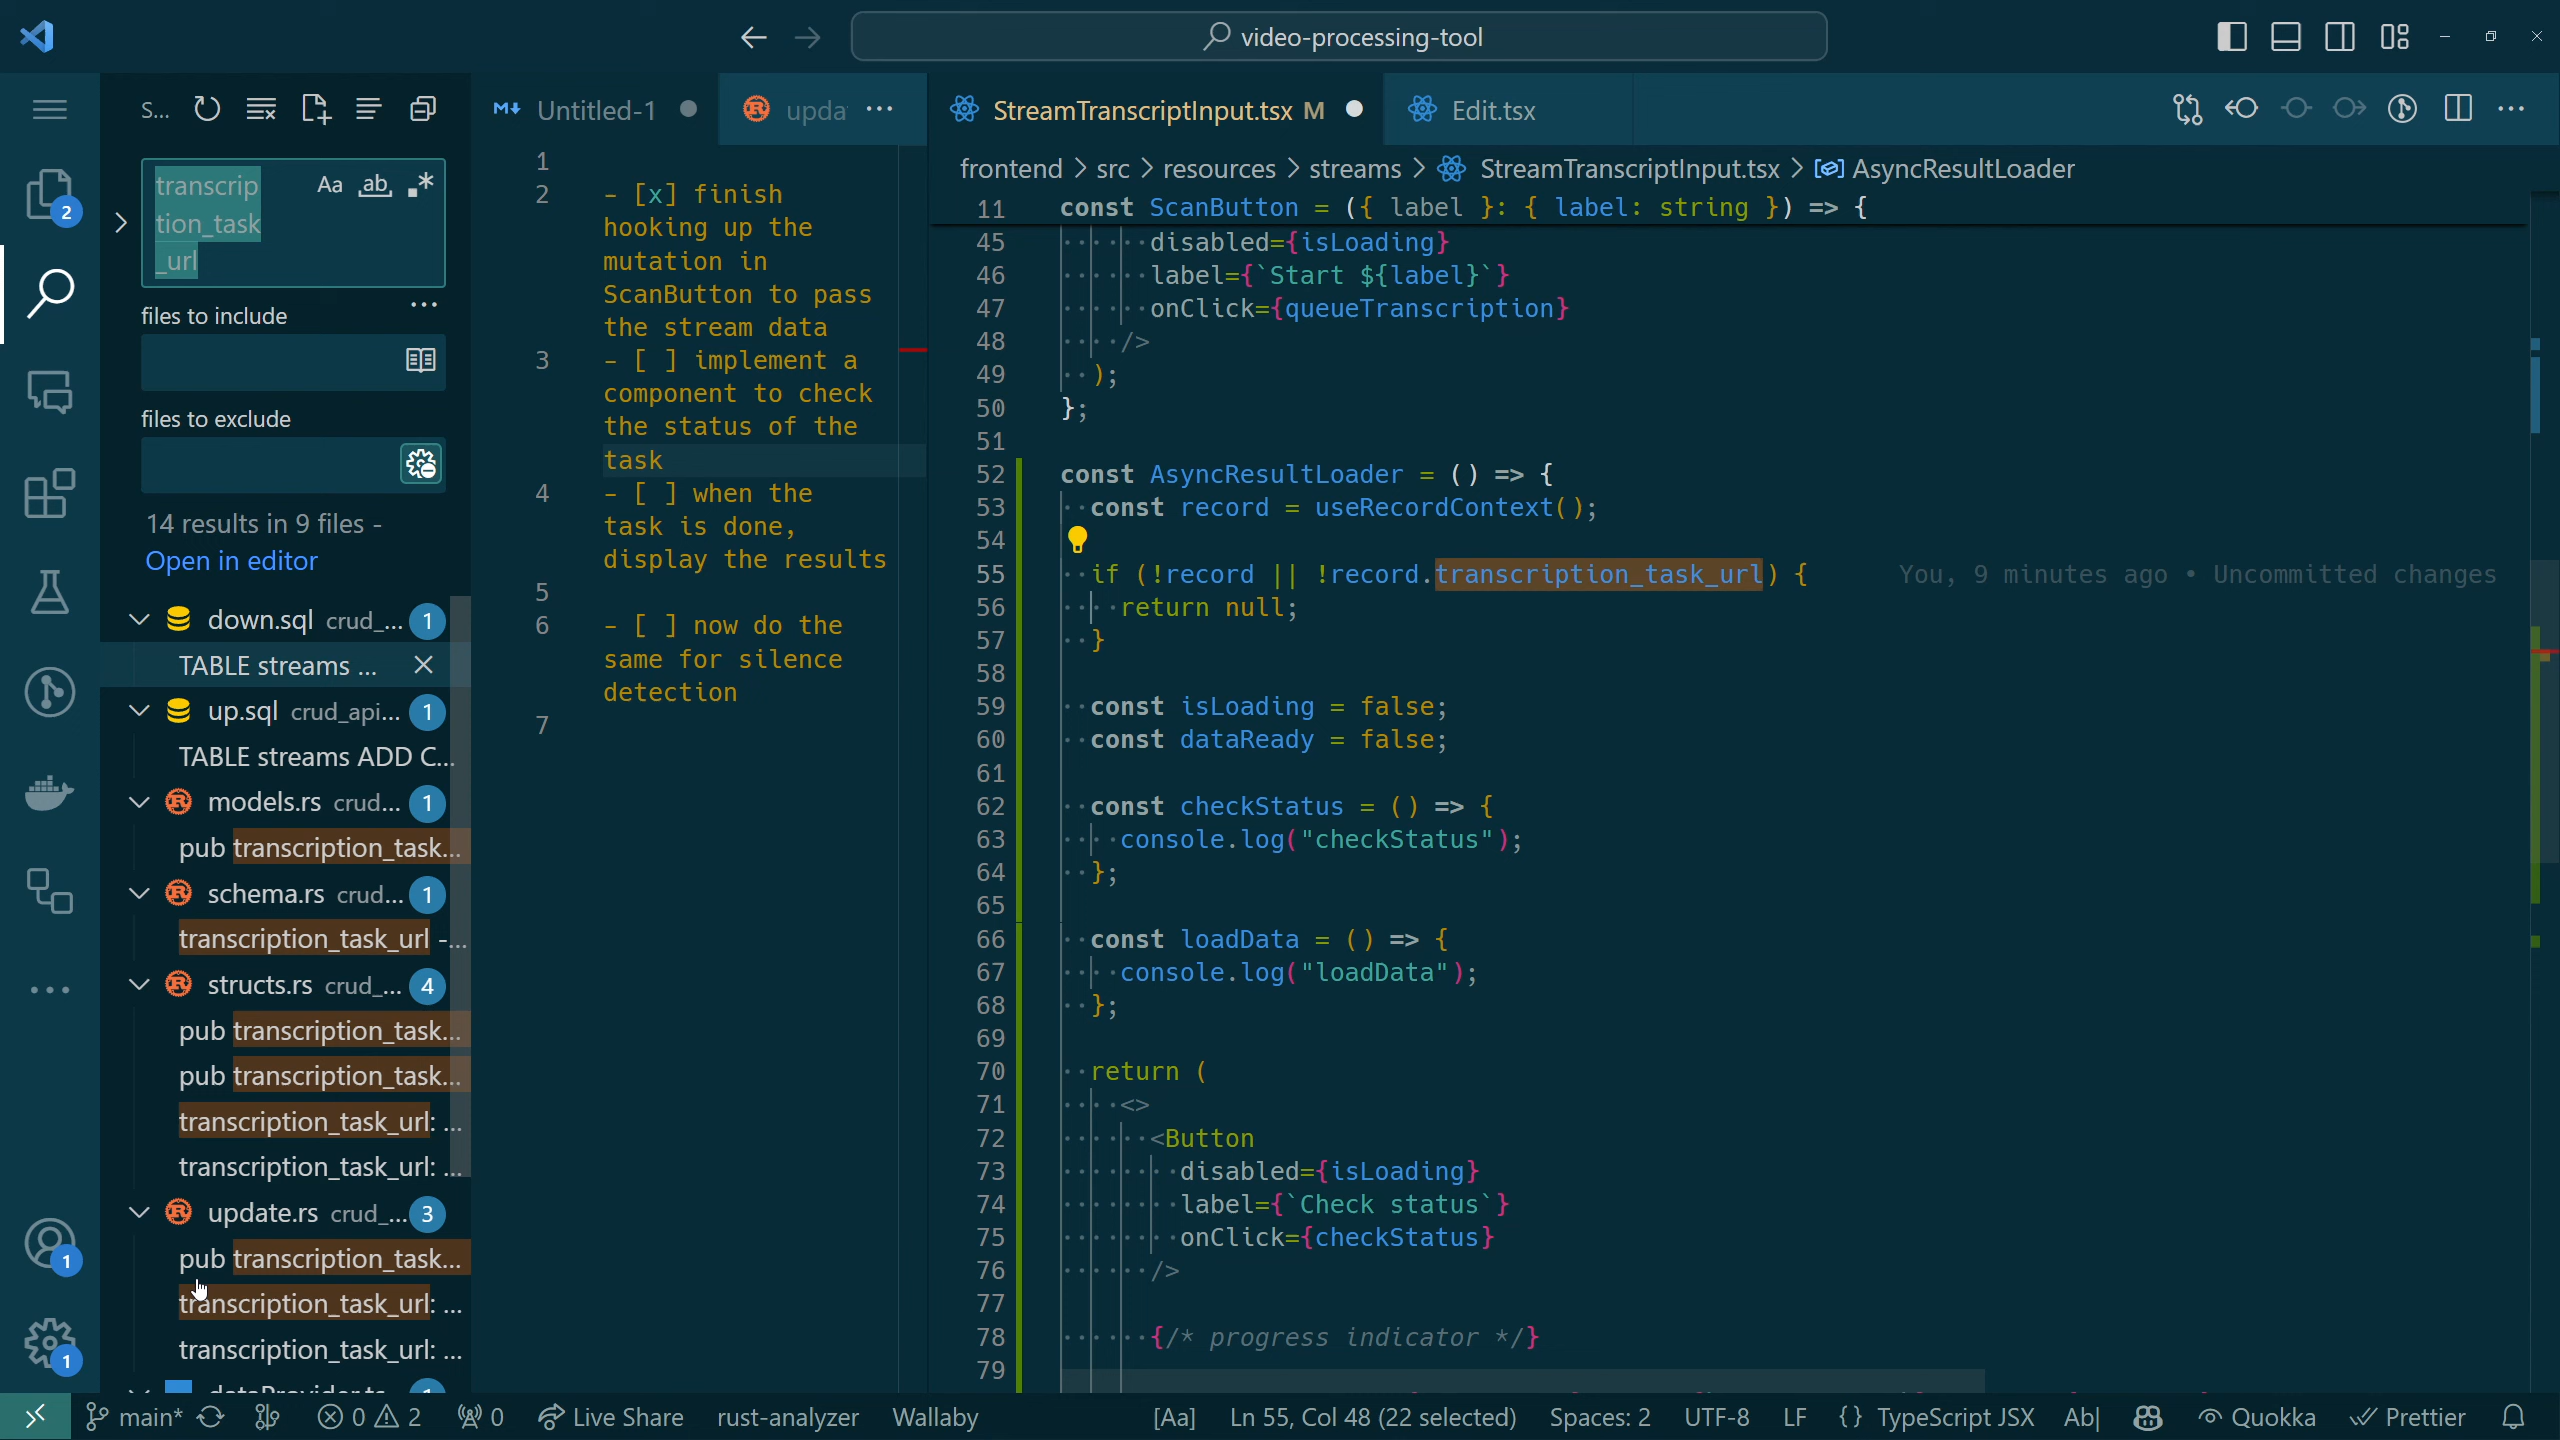 video-processing-tool
S...
Untitled-1
upda
StreamTranscriptInput.tsx M
Edit.tsx
transcrip
tion_task
_url
Aa ab
files to include
files to exclude
14 results in 9 files -
Open in editor
down.sql crud_... 1
TABLE streams ...
up.sql crud_api... 1
TABLE streams ADD C...
models.rs crud... 1
pub transcription_task...
schema.rs crud... 1
transcription_task_url -...
structs.rs crud_... 4
pub transcription_task...
pub transcription_task...
transcription_task_url: ...
transcription_task_url: ...
update.rs crud_... 3
pub transcription_task...
transcription_task_url: ...
transcription_task_url: ...
2
1
1
1
2 - [x] finish
hooking up the
mutation in
ScanButton to pass
the stream data
3 - [ ] implement a
component to check
the status of the
task
4 - [ ] when the
task is done,
display the results
5
6 - [ ] now do the
same for silence
detection
7
frontend > src > resources > streams > StreamTranscriptInput.tsx > AsyncResultLoader
11 const ScanButton = ({ label }: { label: string }) => {
45 disabled={isLoading}
46 label={`Start ${label}`}
47 onClick={queueTranscription}
48 />
49 );
50 };
51
52 const AsyncResultLoader = () => {
53 const record = useRecordContext();
54
55 if (!record || !record.transcription_task_url) { You, 9 minutes ago • Uncommitted changes
56 return null;
57 }
58
59 const isLoading = false;
60 const dataReady = false;
61
62 const checkStatus = () => {
63 console.log("checkStatus");
64 };
65
66 const loadData = () => {
67 console.log("loadData");
68 };
69
70 return (
71 <>
72 <Button
73 disabled={isLoading}
74 label={`Check status`}
75 onClick={checkStatus}
76 />
77
78 {/* progress indicator */}
79
main* 0 2 0 Live Share rust-analyzer Wallaby [Aa] Ln 55, Col 48 (22 selected) Spaces: 2 UTF-8 LF {} TypeScript JSX Ab| Quokka Prettier